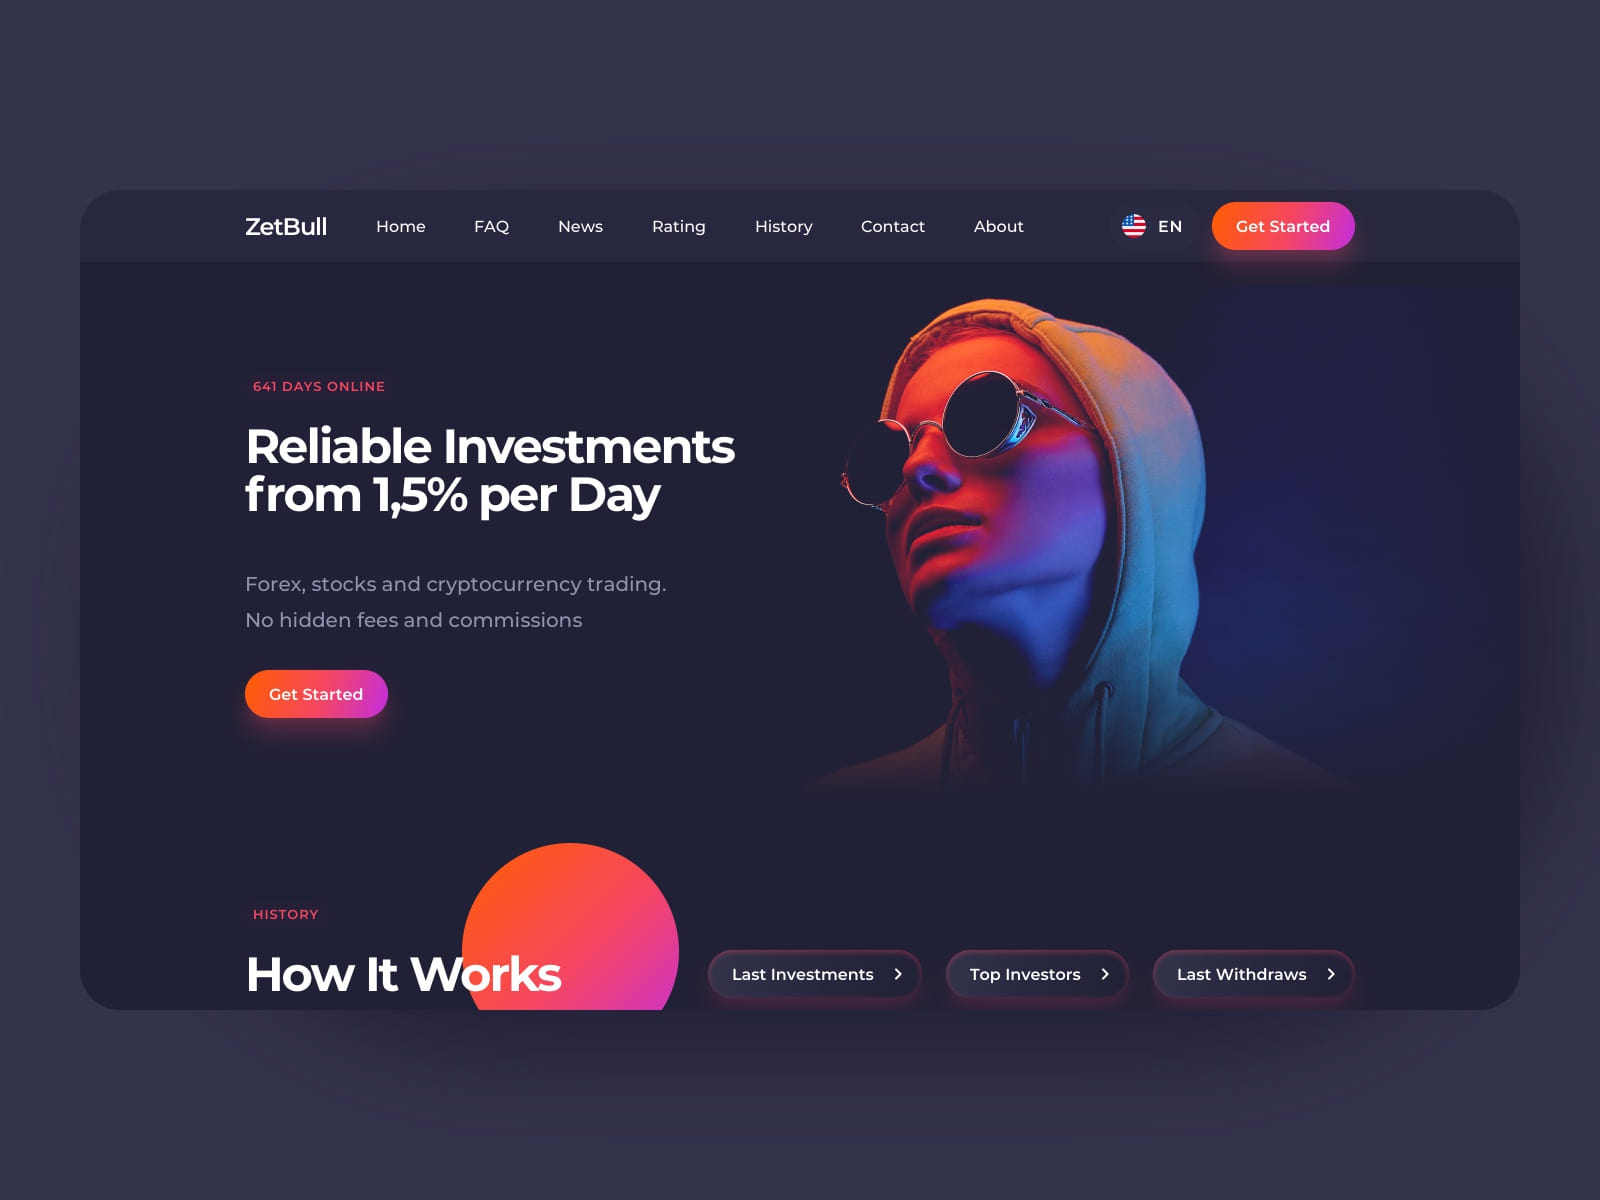 ZetBull Home FAQ News Rating History Contact About EN Get Started
641 DAYS ONLINE
Reliable Investments
from 1,5% per Day
Forex, stocks and cryptocurrency trading.
No hidden fees and commissions
Get Started
HISTORY
How It Works
Last Investments Top Investors Last Withdraws